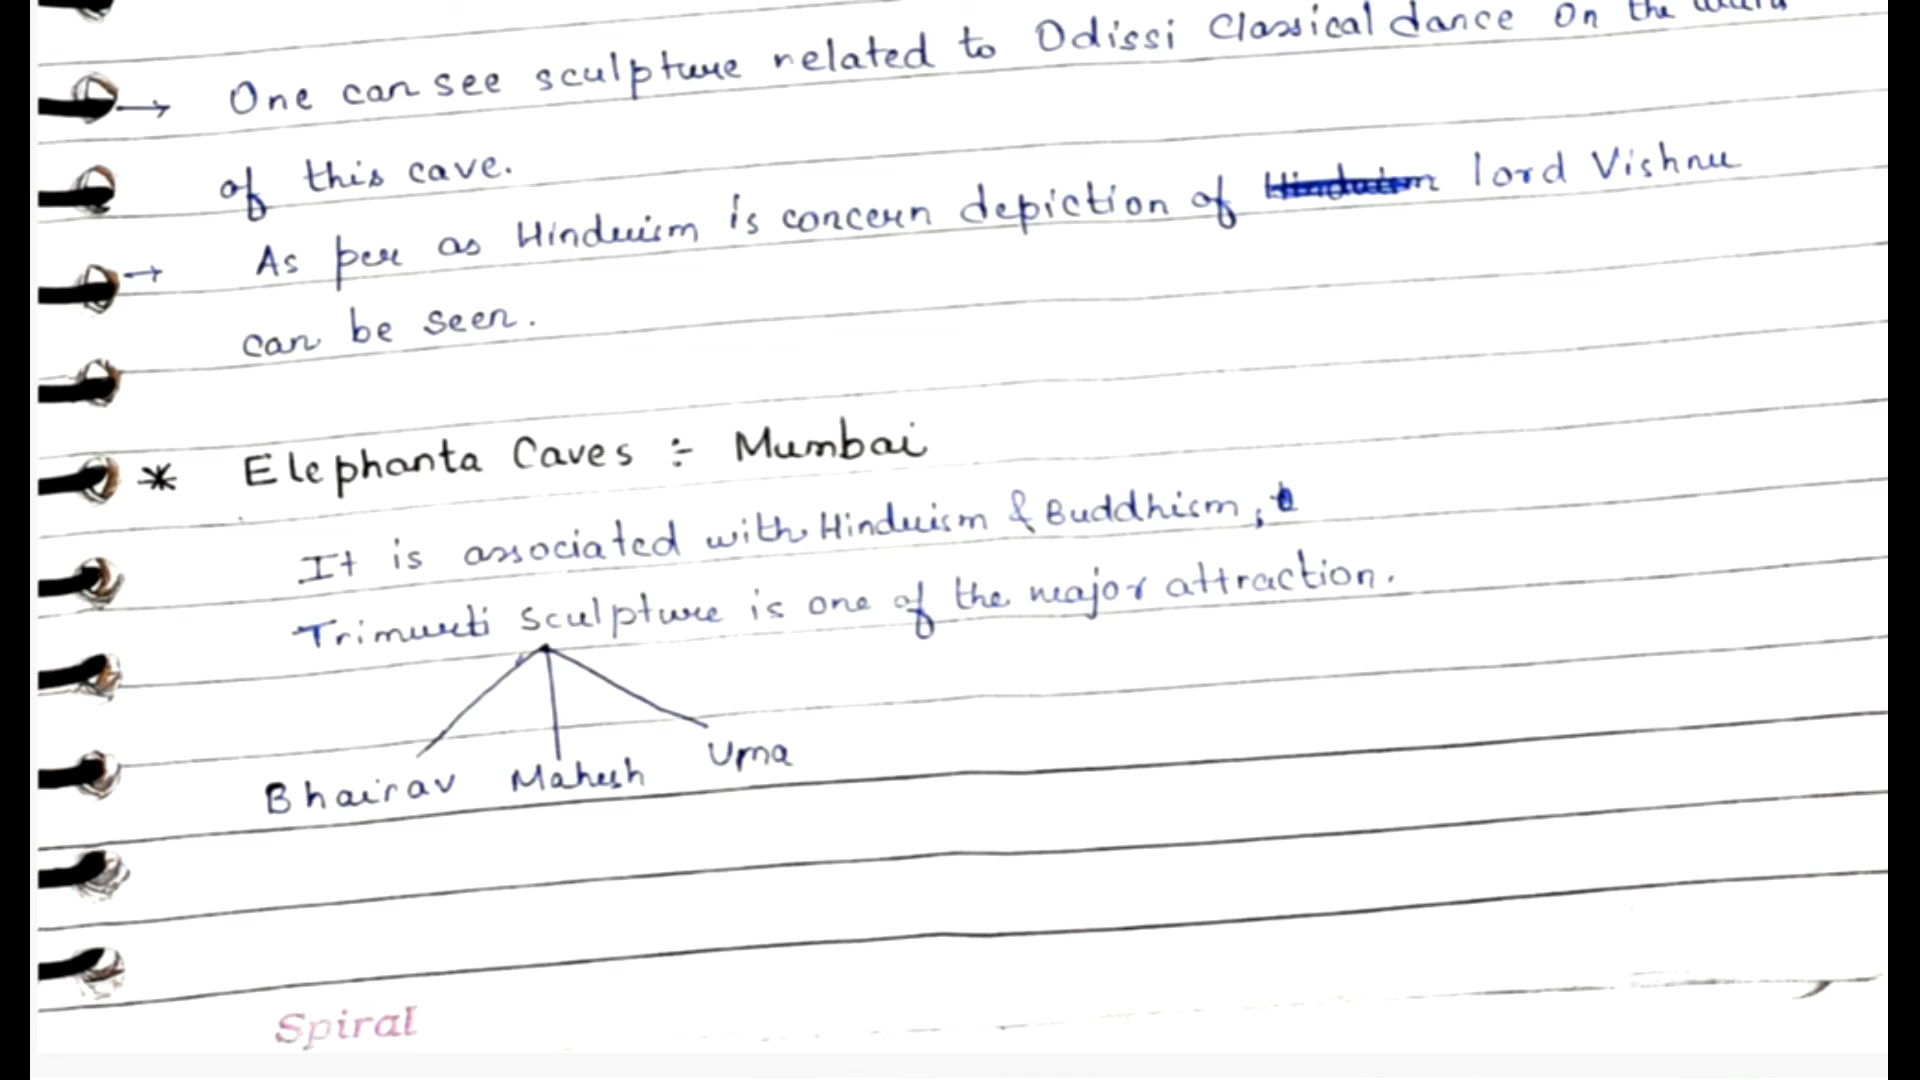 → One can see sculpture related to Odissi Classical dance on the
of this cave.
→ As per as Hinduism is concern depiction of Hinduism lord Vishnu
can be seen.
* Elephanta Caves ÷ Mumbai
It is associated with Hinduism & Buddhism,
Trimurti sculpture is one of the major attraction.
Bhairav Mahesh Uma
Spiral